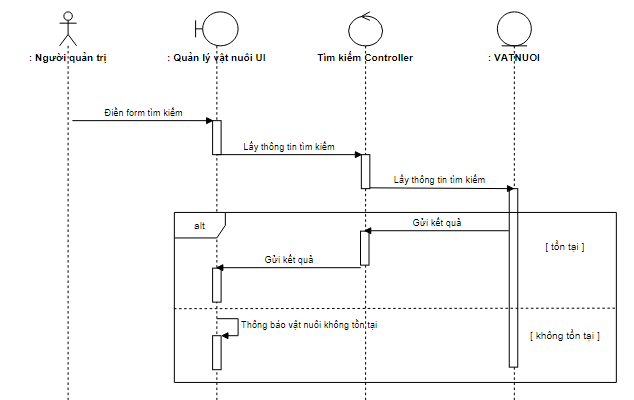 : Người quản trị
: Quản lý vật nuôi UI
Tìm kiếm Controller
: VATNUOI
Điền form tìm kiếm
Lấy thông tin tìm kiếm
Lấy thông tin tìm kiếm
alt
Gửi kết quả
[ tồn tại ]
Gửi kết quả
Thông báo vật nuôi không tồn tại
[ không tồn tại ]